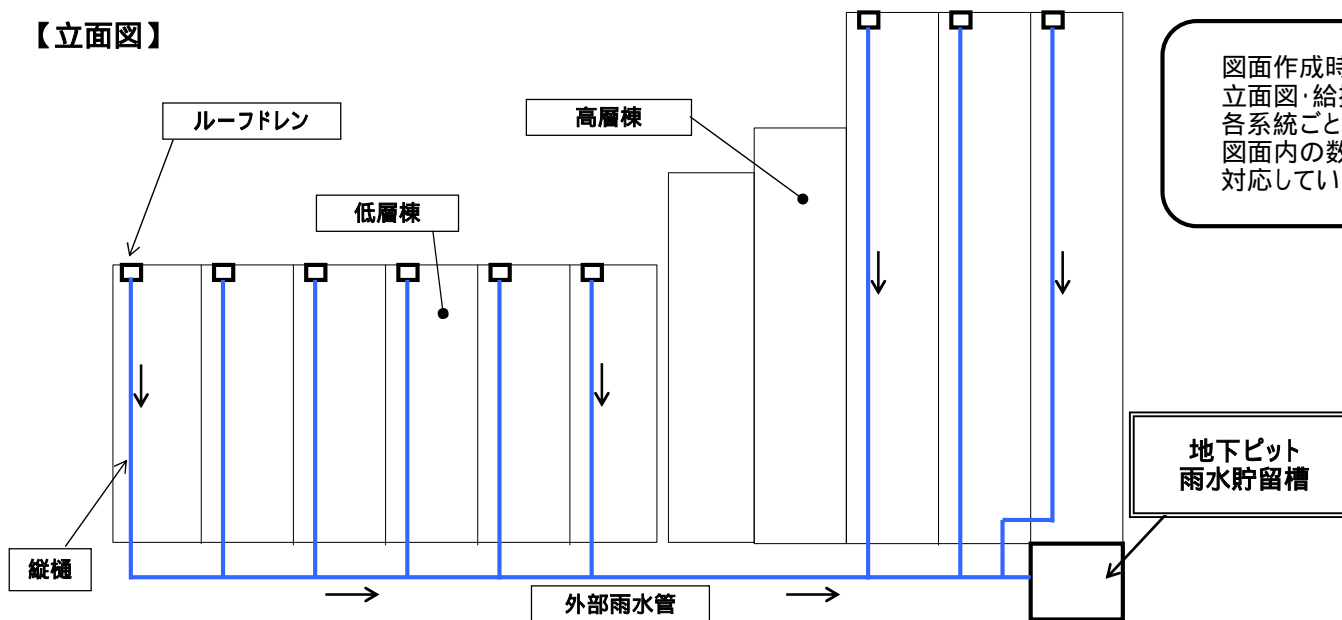 【立面図】
図面作成時
立面図・給排
各系統ごと
図面内の数
対応してい
ルーフドレン
高層棟
低層棟
地下ピット
雨水貯留槽
縦樋
外部雨水管